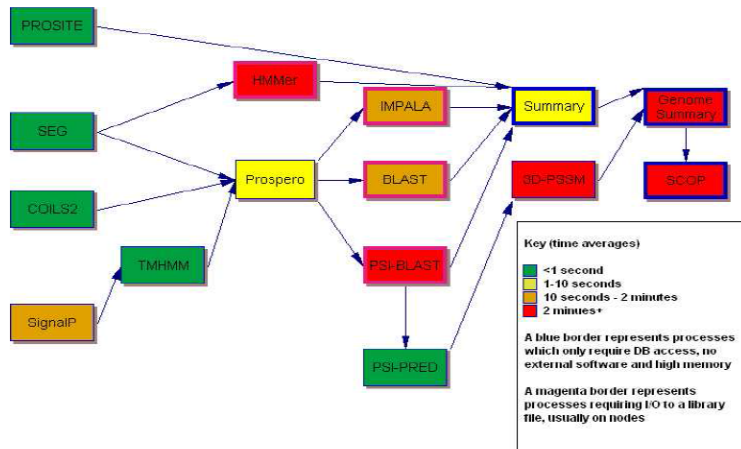 PROSITE
HMMer
IMPALA
Summary
Genome
Summary
SEG
Prospero
BLAST
3D-PSSM
SCOP
COILS2
TMHMM
PSI-BLAST
SignalP
PSI-PRED
Key (time averages)
<1 second
1-10 seconds
10 seconds - 2 minutes
2 minues+
A blue border represents processes
which only require DB access, no
external software and high memory
A magenta border represents
processes requiring I/O to a library
file, usually on nodes